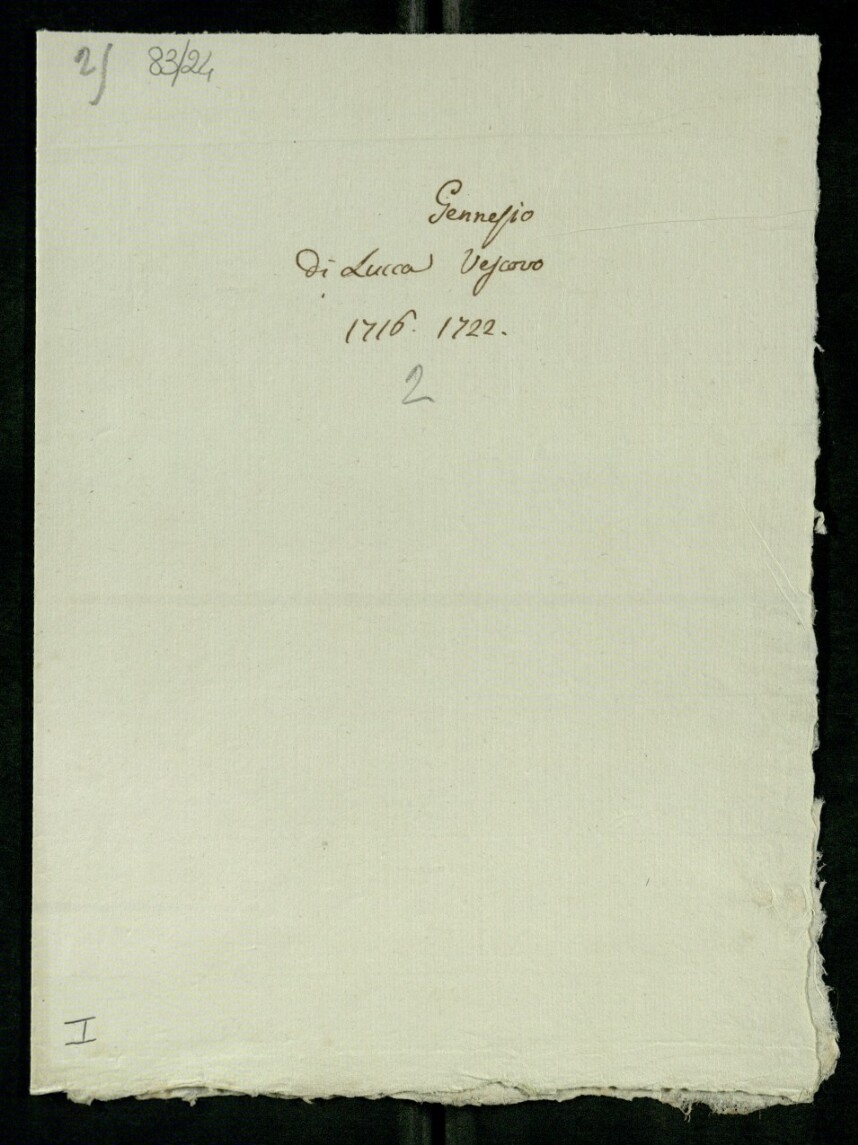 2) 83/24
Gennesio
di Lucca Vescovo
1716. 1722.
2
I